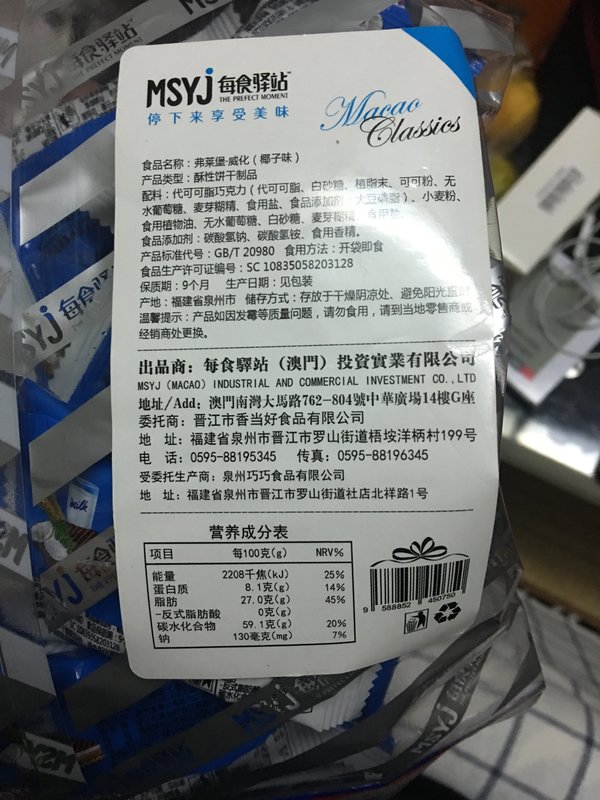 MSYJ 每食驿站
THE PREFECT MOMENT
停下来享受美味
Macao
Classics
食品名称：弗莱堡·威化（椰子味）
产品类型：酥性饼干制品
配料：代可可脂巧克力（代可可脂、白砂糖、植脂末、可可粉、无
水葡萄糖、麦芽糊精、食用盐、食品添加剂 大豆磷脂）、小麦粉、
食用植物油、无水葡萄糖、白砂糖、麦芽糊精、食用盐
食品添加剂：碳酸氢钠、碳酸氢铵、食用香精。
产品标准代号：GB/T 20980 食用方法：开袋即食
食品生产许可证编号：SC 10835058203128
保质期：9个月 生产日期：见包装
产地：福建省泉州市 储存方式：存放于干燥阴凉处、避免阳光直射
温馨提示：产品如因发霉等质量问题，请勿食用，请到当地零售商或
经销商处更换。
出品商：每食驛站（澳門）投資實業有限公司
MSYJ (MACAO) INDUSTRIAL AND COMMERCIAL INVESTMENT CO.,LTD
地址/Add：澳門南灣大馬路762-804號中華廣場14樓G座
委托商：晋江市香当好食品有限公司
地 址：福建省泉州市晋江市罗山街道梧垵洋柄村199号
电 话：0595-88195345 传真：0595-88196345
受委托生产商：泉州巧巧食品有限公司
地 址：福建省泉州市晋江市罗山街道社店北祥路1号
营养成分表
项目 每100克(g) NRV%
能量 2208千焦(kJ) 25%
蛋白质 8.1克(g) 14%
脂肪 27.0克(g) 45%
-反式脂肪酸 0克(g)
碳水化合物 59.1克(g) 20%
钠 130毫克(mg) 7%
9 588852 450750
milk